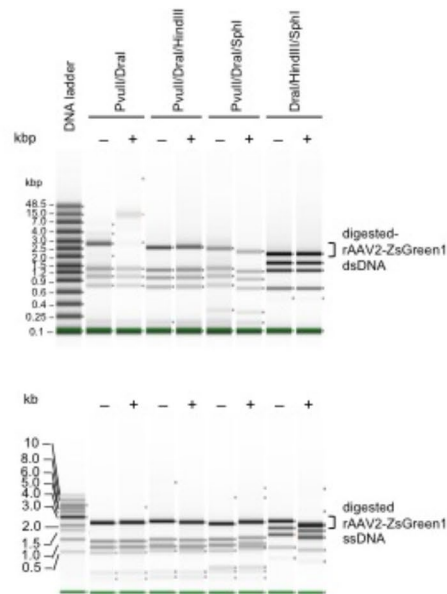 DNA ladder
PvuII/DraI
PvuII/DraI/HindIII
PvuII/DraI/SphI
DraI/HindIII/SphI
kbp – + – + – + – +
kbp
48.5
15.0
7.0
4.0
3.0
2.5
2.0
1.5
1.2
0.9
0.6
0.4
0.25
0.1
digested-
rAAV2-ZsGreen1
dsDNA
kb – + – + – + – +
10
8.0
6.0
5.0
4.0
3.0
2.0
1.5
1.0
0.5
digested
rAAV2-ZsGreen1
ssDNA